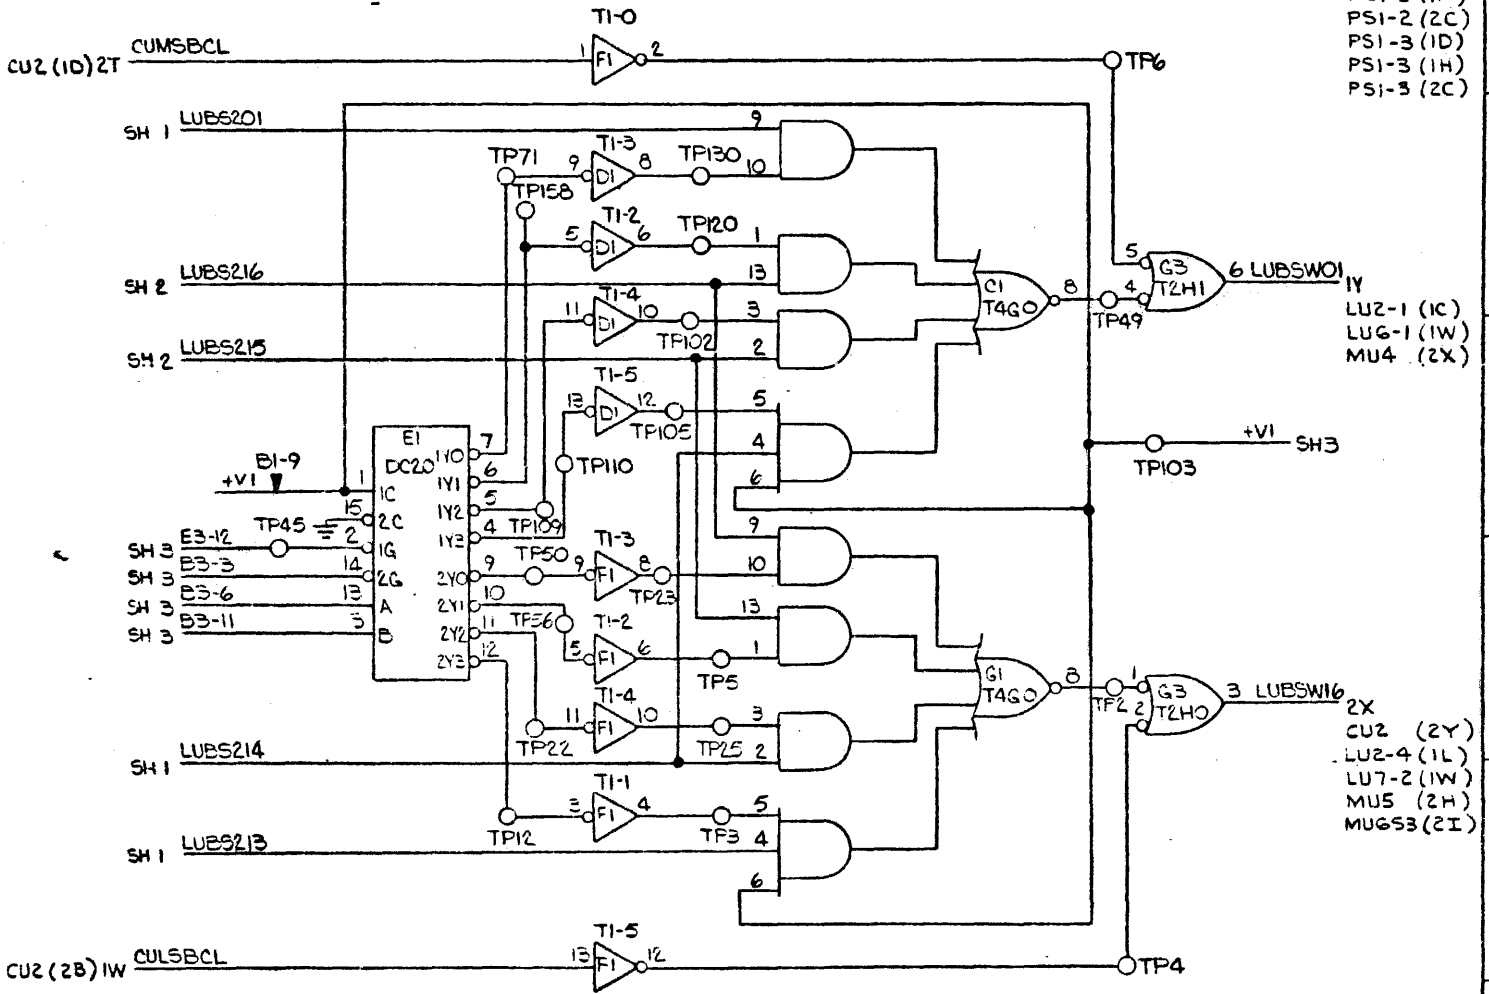 PS1-2 (2C)
PS1-3 (1D)
PS1-3 (1H)
PS1-3 (2C)
T1-0
CU2 (1D) 2T CUMSBCL 1 F1 2 TP6
SH 1 LUBS201 9
T1-3
TP71 9 D1 8 TP130 10
TP158
T1-2
5 D1 6 TP120 1
SH 2 LUBS216 13
T1-4
11 D1 10 TP102 3
SH 2 LUBS215 2
T1-5
13 D1 12 TP105 5
4
6
C1
T4G0 8 TP49
5 G3
4 T2H1 6 LUBSW01 1Y
LU2-1 (1C)
LU6-1 (1W)
MU4 (2X)
+V1 SH3
TP103
E1
DC20
+V1 B1-9 1 1C
15 2C
SH 3 E3-12 TP45 2 1G
SH 3 B3-3 14 2G
SH 3 B3-6 13 A
SH 3 B3-11 3 B
1Y0 7
1Y1 6
1Y2 5 TP109
1Y3 4 TP110
2Y0 9 TP50
2Y1 10 TP56
2Y2 11
2Y3 12
T1-3
9 F1 8 TP23 10
9
T1-2
5 F1 6 TP5 1
13
T1-4
TP22 11 F1 10 TP25 3
SH 1 LUBS214 2
T1-1
TP12 3 F1 4 TP3 5
SH 1 LUBS213 4
6
G1
T4G0 8 TP2
1 G3
2 T2H0 3 LUBSW16 2X
CU2 (2Y)
LU2-4 (1L)
LU7-2 (1W)
MU5 (2H)
MUGS3 (2I)
T1-5
CU2 (2B) 1W CULSBCL 13 F1 12 TP4